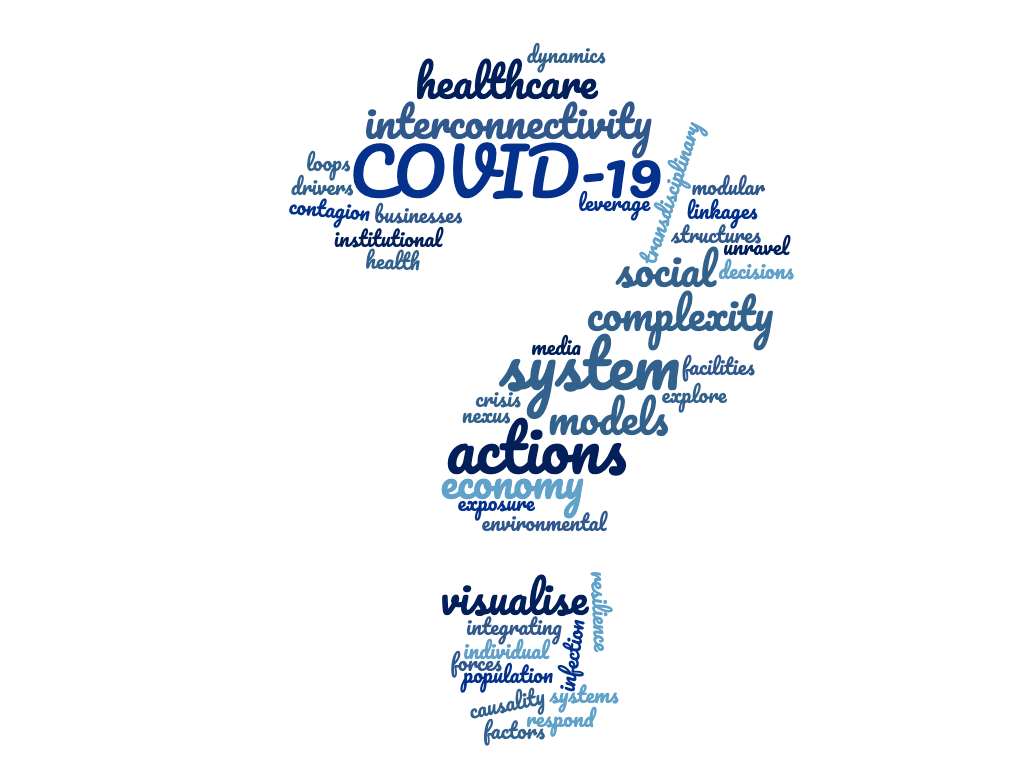 dynamics
healthcare
interconnectivity
transdisciplinary
COVID-19
loops
drivers
modular
leverage
contagion
businesses
linkages
institutional
structures
unravel
health
social
decisions
complexity
media
system
facilities
crisis
explore
nexus
models
actions
economy
exposure
environmental
resilience
visualise
integrating
infection
individual
forces
population
causality
systems
respond
factors